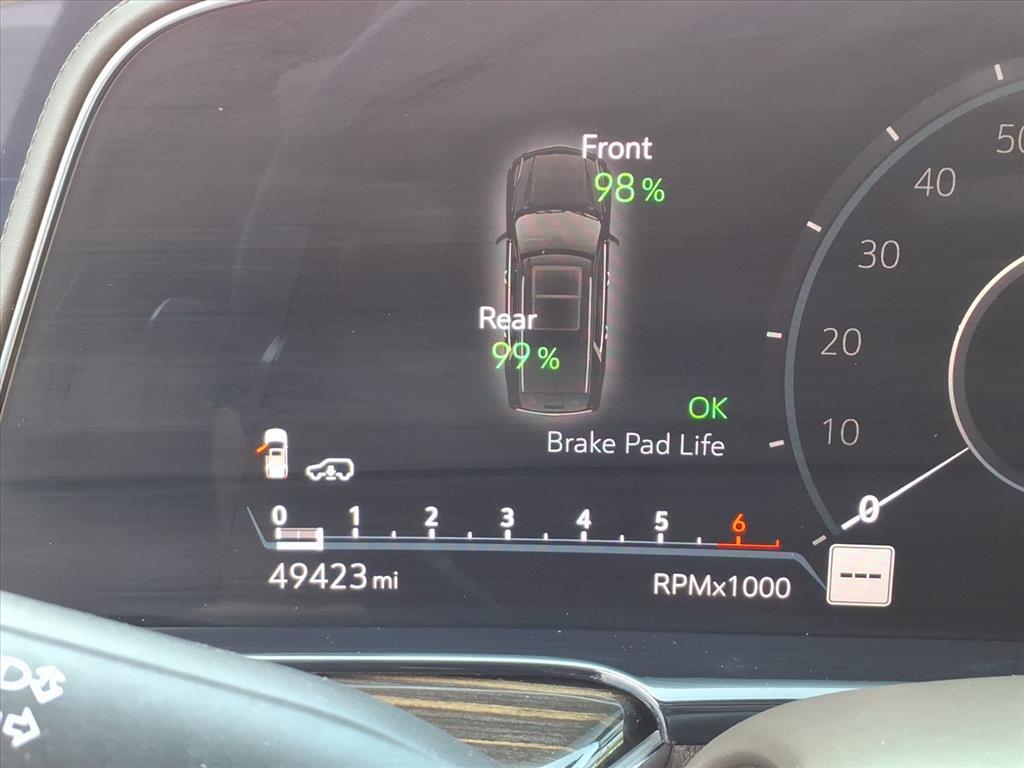 Front
98 %
Rear
99 %
OK
Brake Pad Life
50
40
30
20
10
0
0 1 2 3 4 5 6
49423 mi
RPMx1000
---